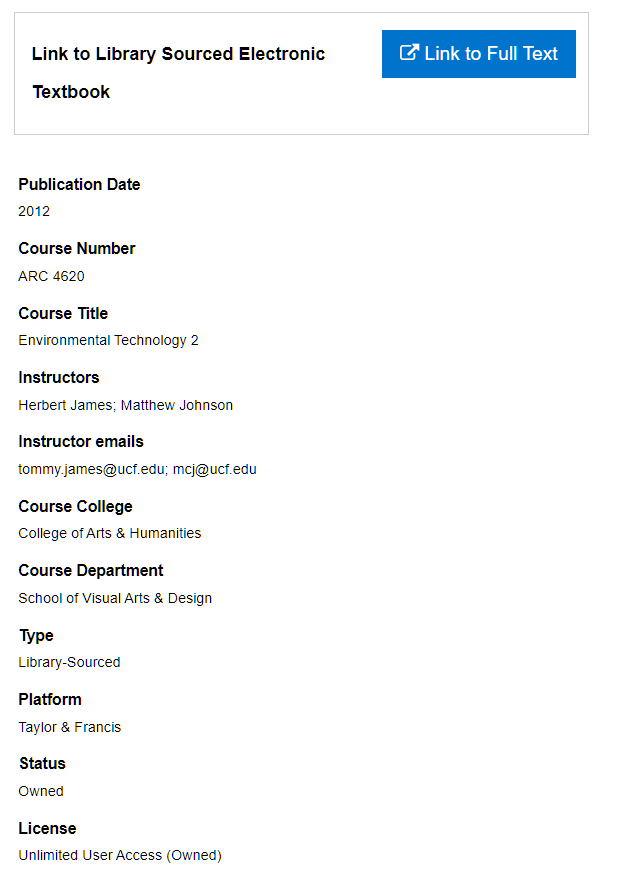 Link to Library Sourced Electronic
Textbook
Link to Full Text
Publication Date
2012
Course Number
ARC 4620
Course Title
Environmental Technology 2
Instructors
Herbert James; Matthew Johnson
Instructor emails
tommy.james@ucf.edu; mcj@ucf.edu
Course College
College of Arts & Humanities
Course Department
School of Visual Arts & Design
Type
Library-Sourced
Platform
Taylor & Francis
Status
Owned
License
Unlimited User Access (Owned)